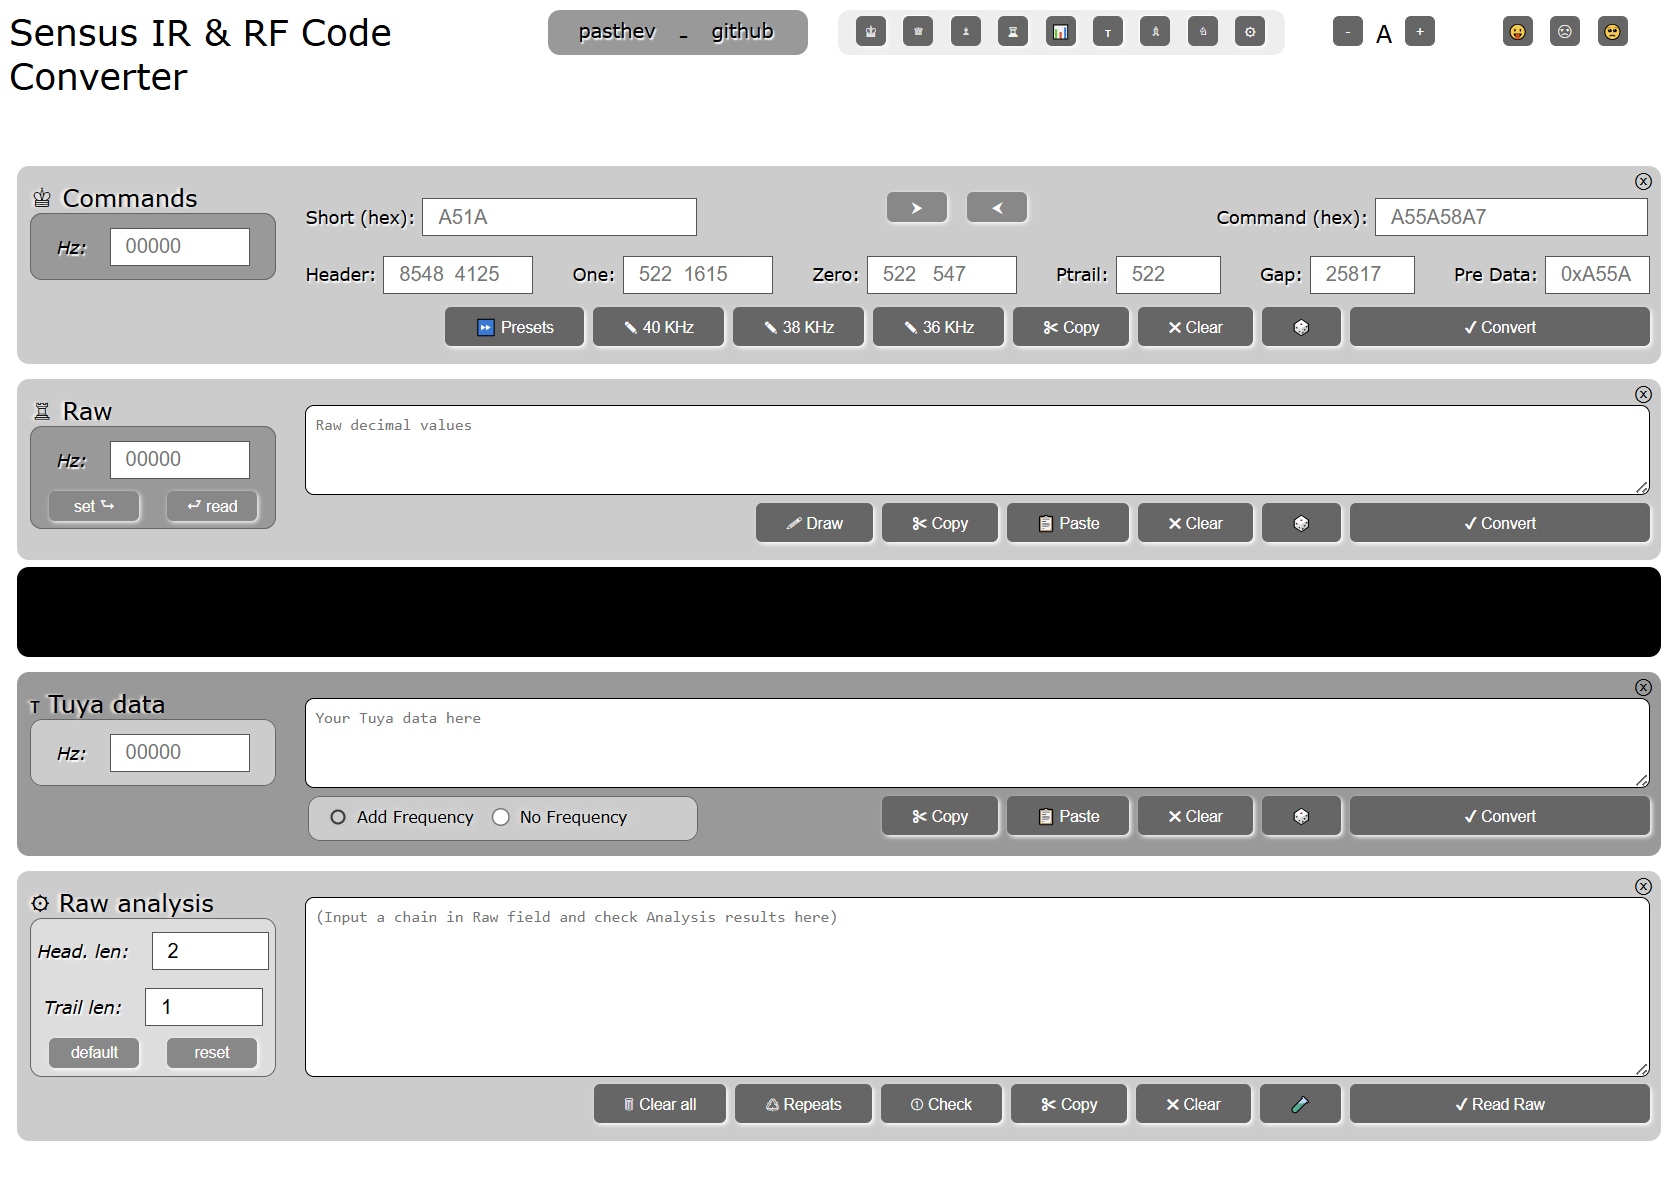 Sensus IR & RF Code
Converter
pasthev - github
T
- A +
♔ Commands
Short (hex): A51A
➤
Command (hex): A55A58A7
Hz: 00000
Header: 8548 4125 One: 522 1615 Zero: 522 547 Ptrail: 522 Gap: 25817 Pre Data: 0xA55A
Presets 40 KHz 38 KHz 36 KHz Copy Clear Convert
♖ Raw
Hz: 00000
set read
Raw decimal values
Draw Copy Paste Clear Convert
T Tuya data
Hz: 00000
Your Tuya data here
Add Frequency No Frequency Copy Paste Clear Convert
Raw analysis
Head. len: 2
Trail len: 1
default reset
(Input a chain in Raw field and check Analysis results here)
Clear all Repeats Check Copy Clear Read Raw